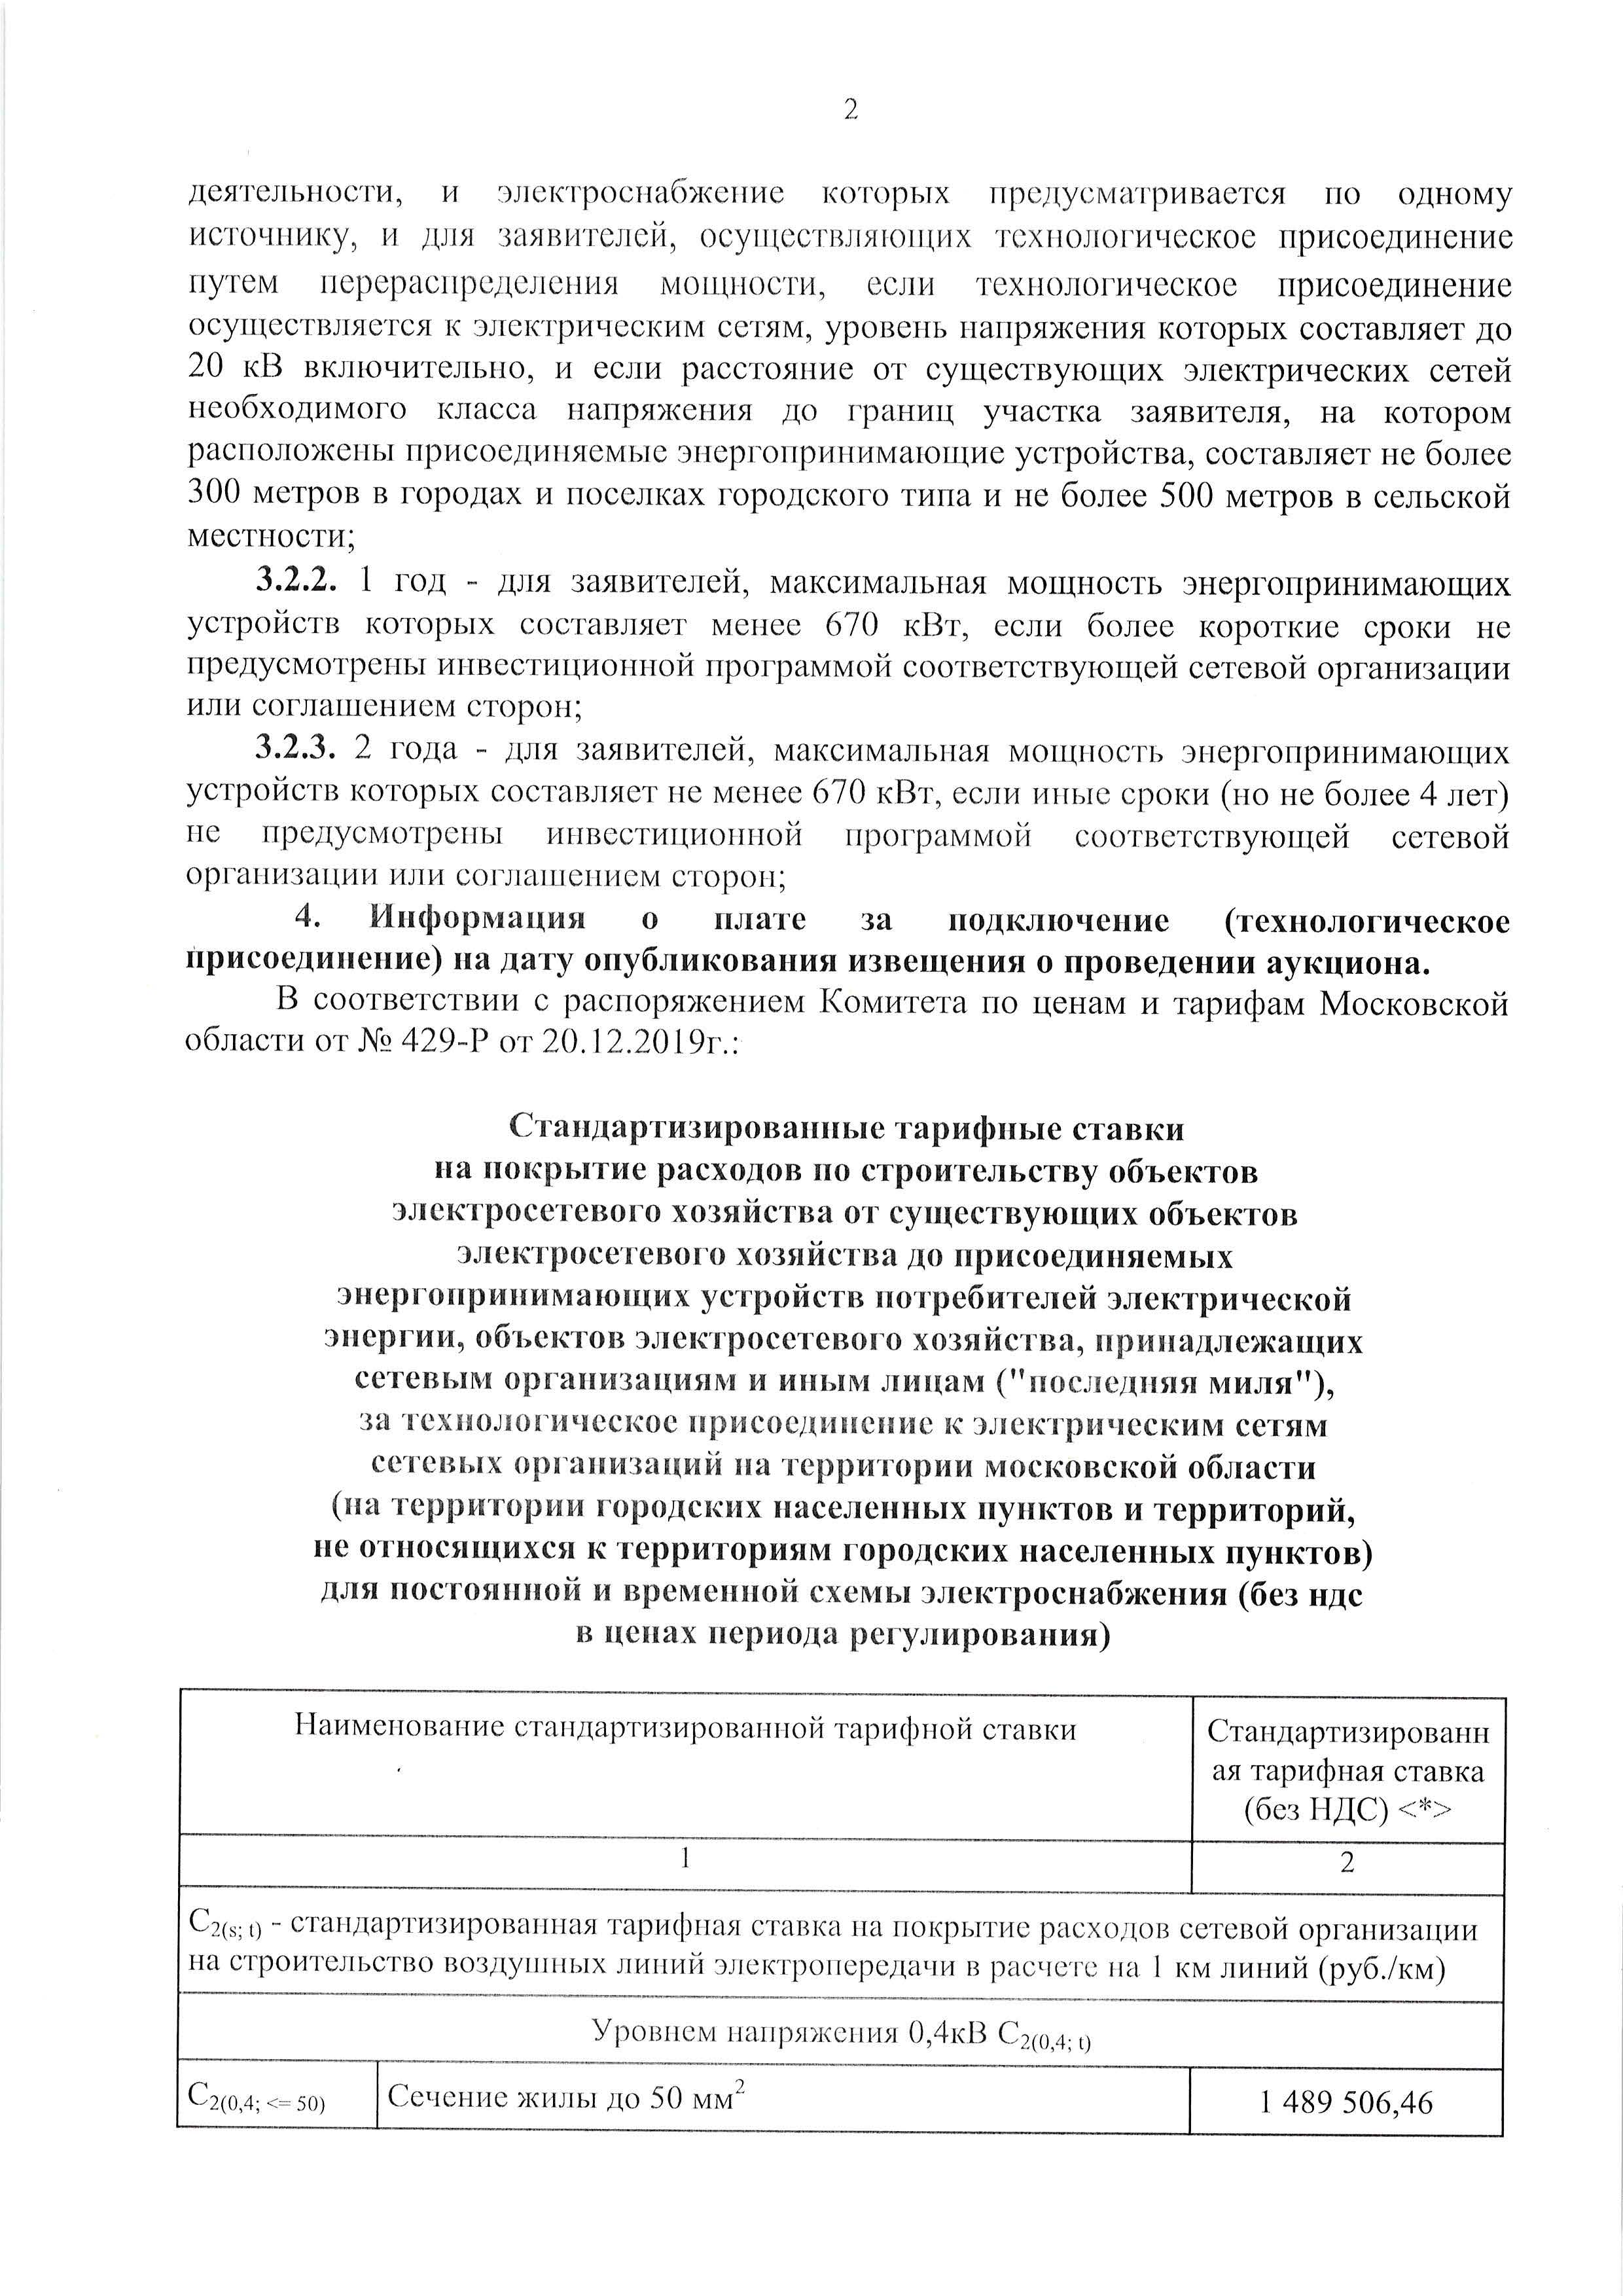 2
деятельности, и электроснабжение которых предусматривается по одному
источнику, и для заявителей, осуществляющих технологическое присоединение
путем перераспределения мощности, если технологическое присоединение
осуществляется к электрическим сетям, уровень напряжения которых составляет до
20 кВ включительно, и если расстояние от существующих электрических сетей
необходимого класса напряжения до границ участка заявителя, на котором
расположены присоединяемые энергопринимающие устройства, составляет не более
300 метров в городах и поселках городского типа и не более 500 метров в сельской
местности;
3.2.2. 1 год - для заявителей, максимальная мощность энергопринимающих
устройств которых составляет менее 670 кВт, если более короткие сроки не
предусмотрены инвестиционной программой соответствующей сетевой организации
или соглашением сторон;
3.2.3. 2 года - для заявителей, максимальная мощность энергопринимающих
устройств которых составляет не менее 670 кВт, если иные сроки (но не более 4 лет)
не предусмотрены инвестиционной программой соответствующей сетевой
организации или соглашением сторон;
4. Информация о плате за подключение (технологическое
присоединение) на дату опубликования извещения о проведении аукциона.
В соответствии с распоряжением Комитета по ценам и тарифам Московской
области от № 429-Р от 20.12.2019г.:
Стандартизированные тарифные ставки
на покрытие расходов по строительству объектов
электросетевого хозяйства от существующих объектов
электросетевого хозяйства до присоединяемых
энергопринимающих устройств потребителей электрической
энергии, объектов электросетевого хозяйства, принадлежащих
сетевым организациям и иным лицам ("последняя миля"),
за технологическое присоединение к электрическим сетям
сетевых организаций на территории московской области
(на территории городских населенных пунктов и территорий,
не относящихся к территориям городских населенных пунктов)
для постоянной и временной схемы электроснабжения (без ндс
в ценах периода регулирования)
Наименование стандартизированной тарифной ставки
Стандартизированн
ая тарифная ставка
(без НДС) <*>
1
2
С2(s; t) - стандартизированная тарифная ставка на покрытие расходов сетевой организации
на строительство воздушных линий электропередачи в расчете на 1 км линий (руб./км)
Уровнем напряжения 0,4кВ С2(0,4; t)
С2(0,4; <= 50)
Сечение жилы до 50 мм²
1 489 506,46